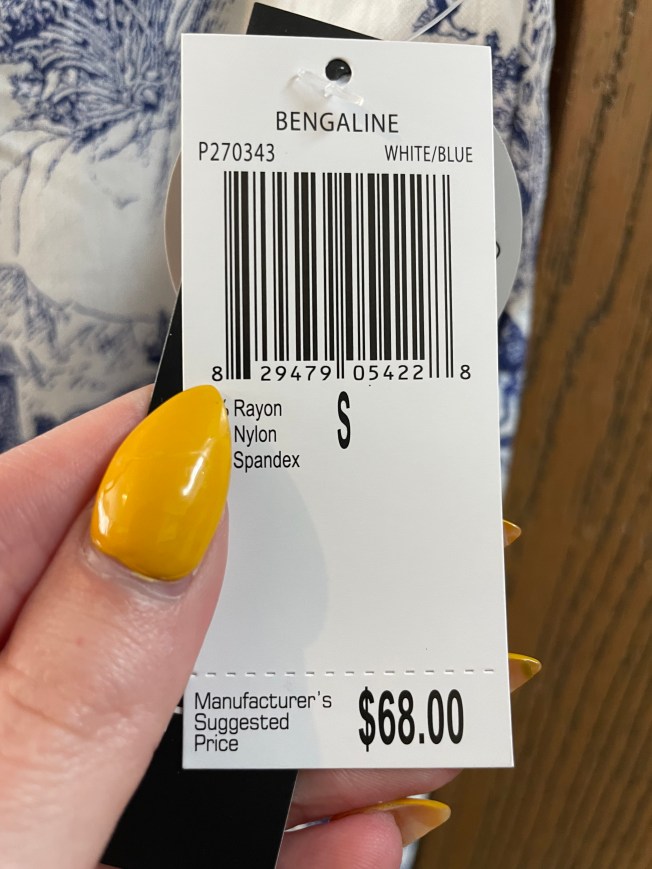 BENGALINE
P270343 WHITE/BLUE
8 29479 05422 8
% Rayon S
Nylon
Spandex
Manufacturer's
Suggested
Price
$68.00